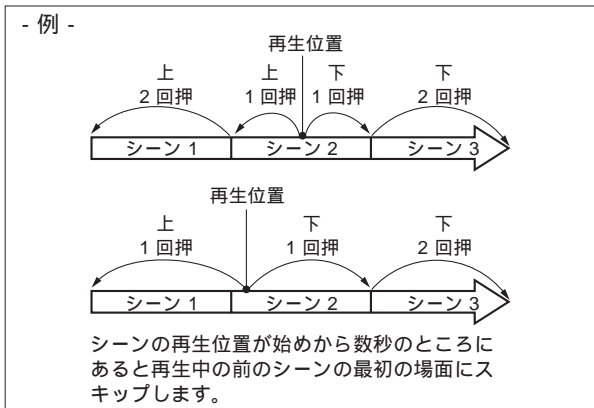 - 例 -
再生位置
上 上 下 下
2 回押 1 回押 1 回押 2 回押
シーン 1 シーン 2 シーン 3
再生位置
上 下 下
1 回押 1 回押 2 回押
シーン 1 シーン 2 シーン 3
シーンの再生位置が始めから数秒のところに
あると再生中の前のシーンの最初の場面にス
キップします。